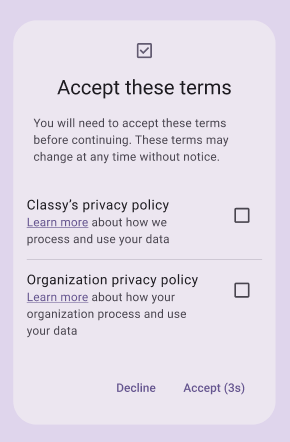 Accept these terms
You will need to accept these terms
before continuing. These terms may
change at any time without notice.
Classy's privacy policy
Learn more about how we
process and use your data
Organization privacy policy
Learn more about how your
organization process and use
your data
Decline
Accept (3s)